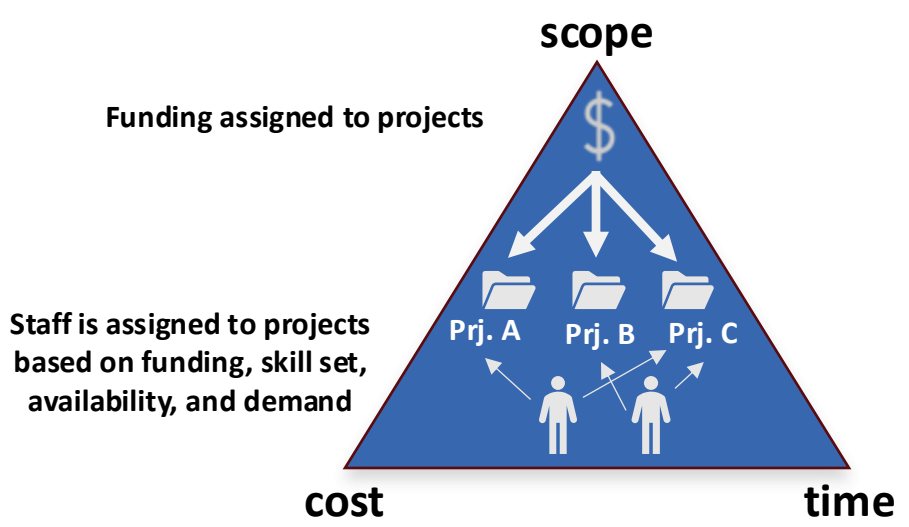 scope
Funding assigned to projects
$
Staff is assigned to projects
based on funding, skill set,
availability, and demand
Prj. A
Prj. B
Prj. C
cost
time